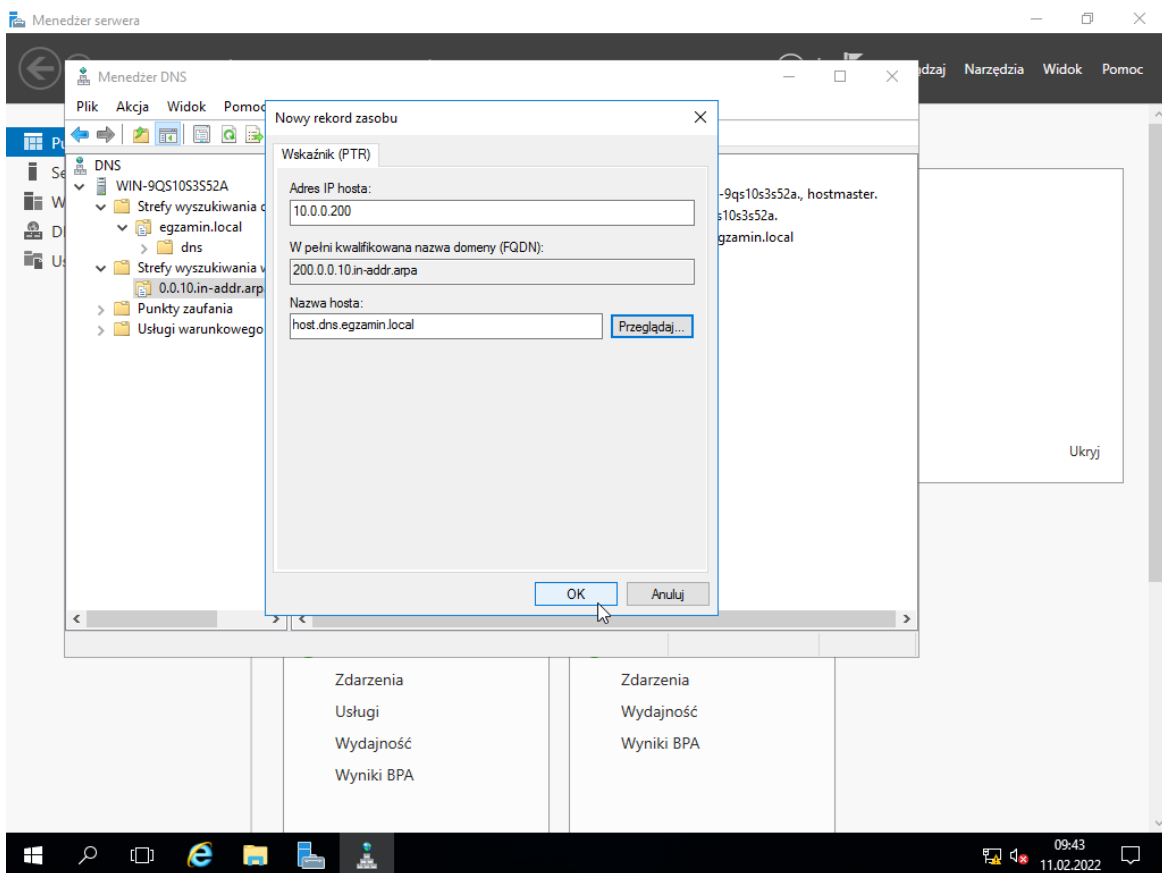 Menedżer serwera
Zarządzaj Narzędzia Widok Pomoc
Menedżer DNS
Plik Akcja Widok Pomoc
DNS
WIN-9QS10S3S52A
Strefy wyszukiwania
egzamin.local
dns
Strefy wyszukiwania
0.0.10.in-addr.arp
Punkty zaufania
Usługi warunkowego
Nowy rekord zasobu
Wskaźnik (PTR)
Adres IP hosta:
10.0.0.200
W pełni kwalifikowana nazwa domeny (FQDN):
200.0.0.10.in-addr.arpa
Nazwa hosta:
host.dns.egzamin.local
Przeglądaj...
OK Anuluj
-9qs10s3s52a., hostmaster.
s10s3s52a.
gzamin.local
Ukryj
Zdarzenia
Usługi
Wydajność
Wyniki BPA
Zdarzenia
Wydajność
Wyniki BPA
09:43
11.02.2022